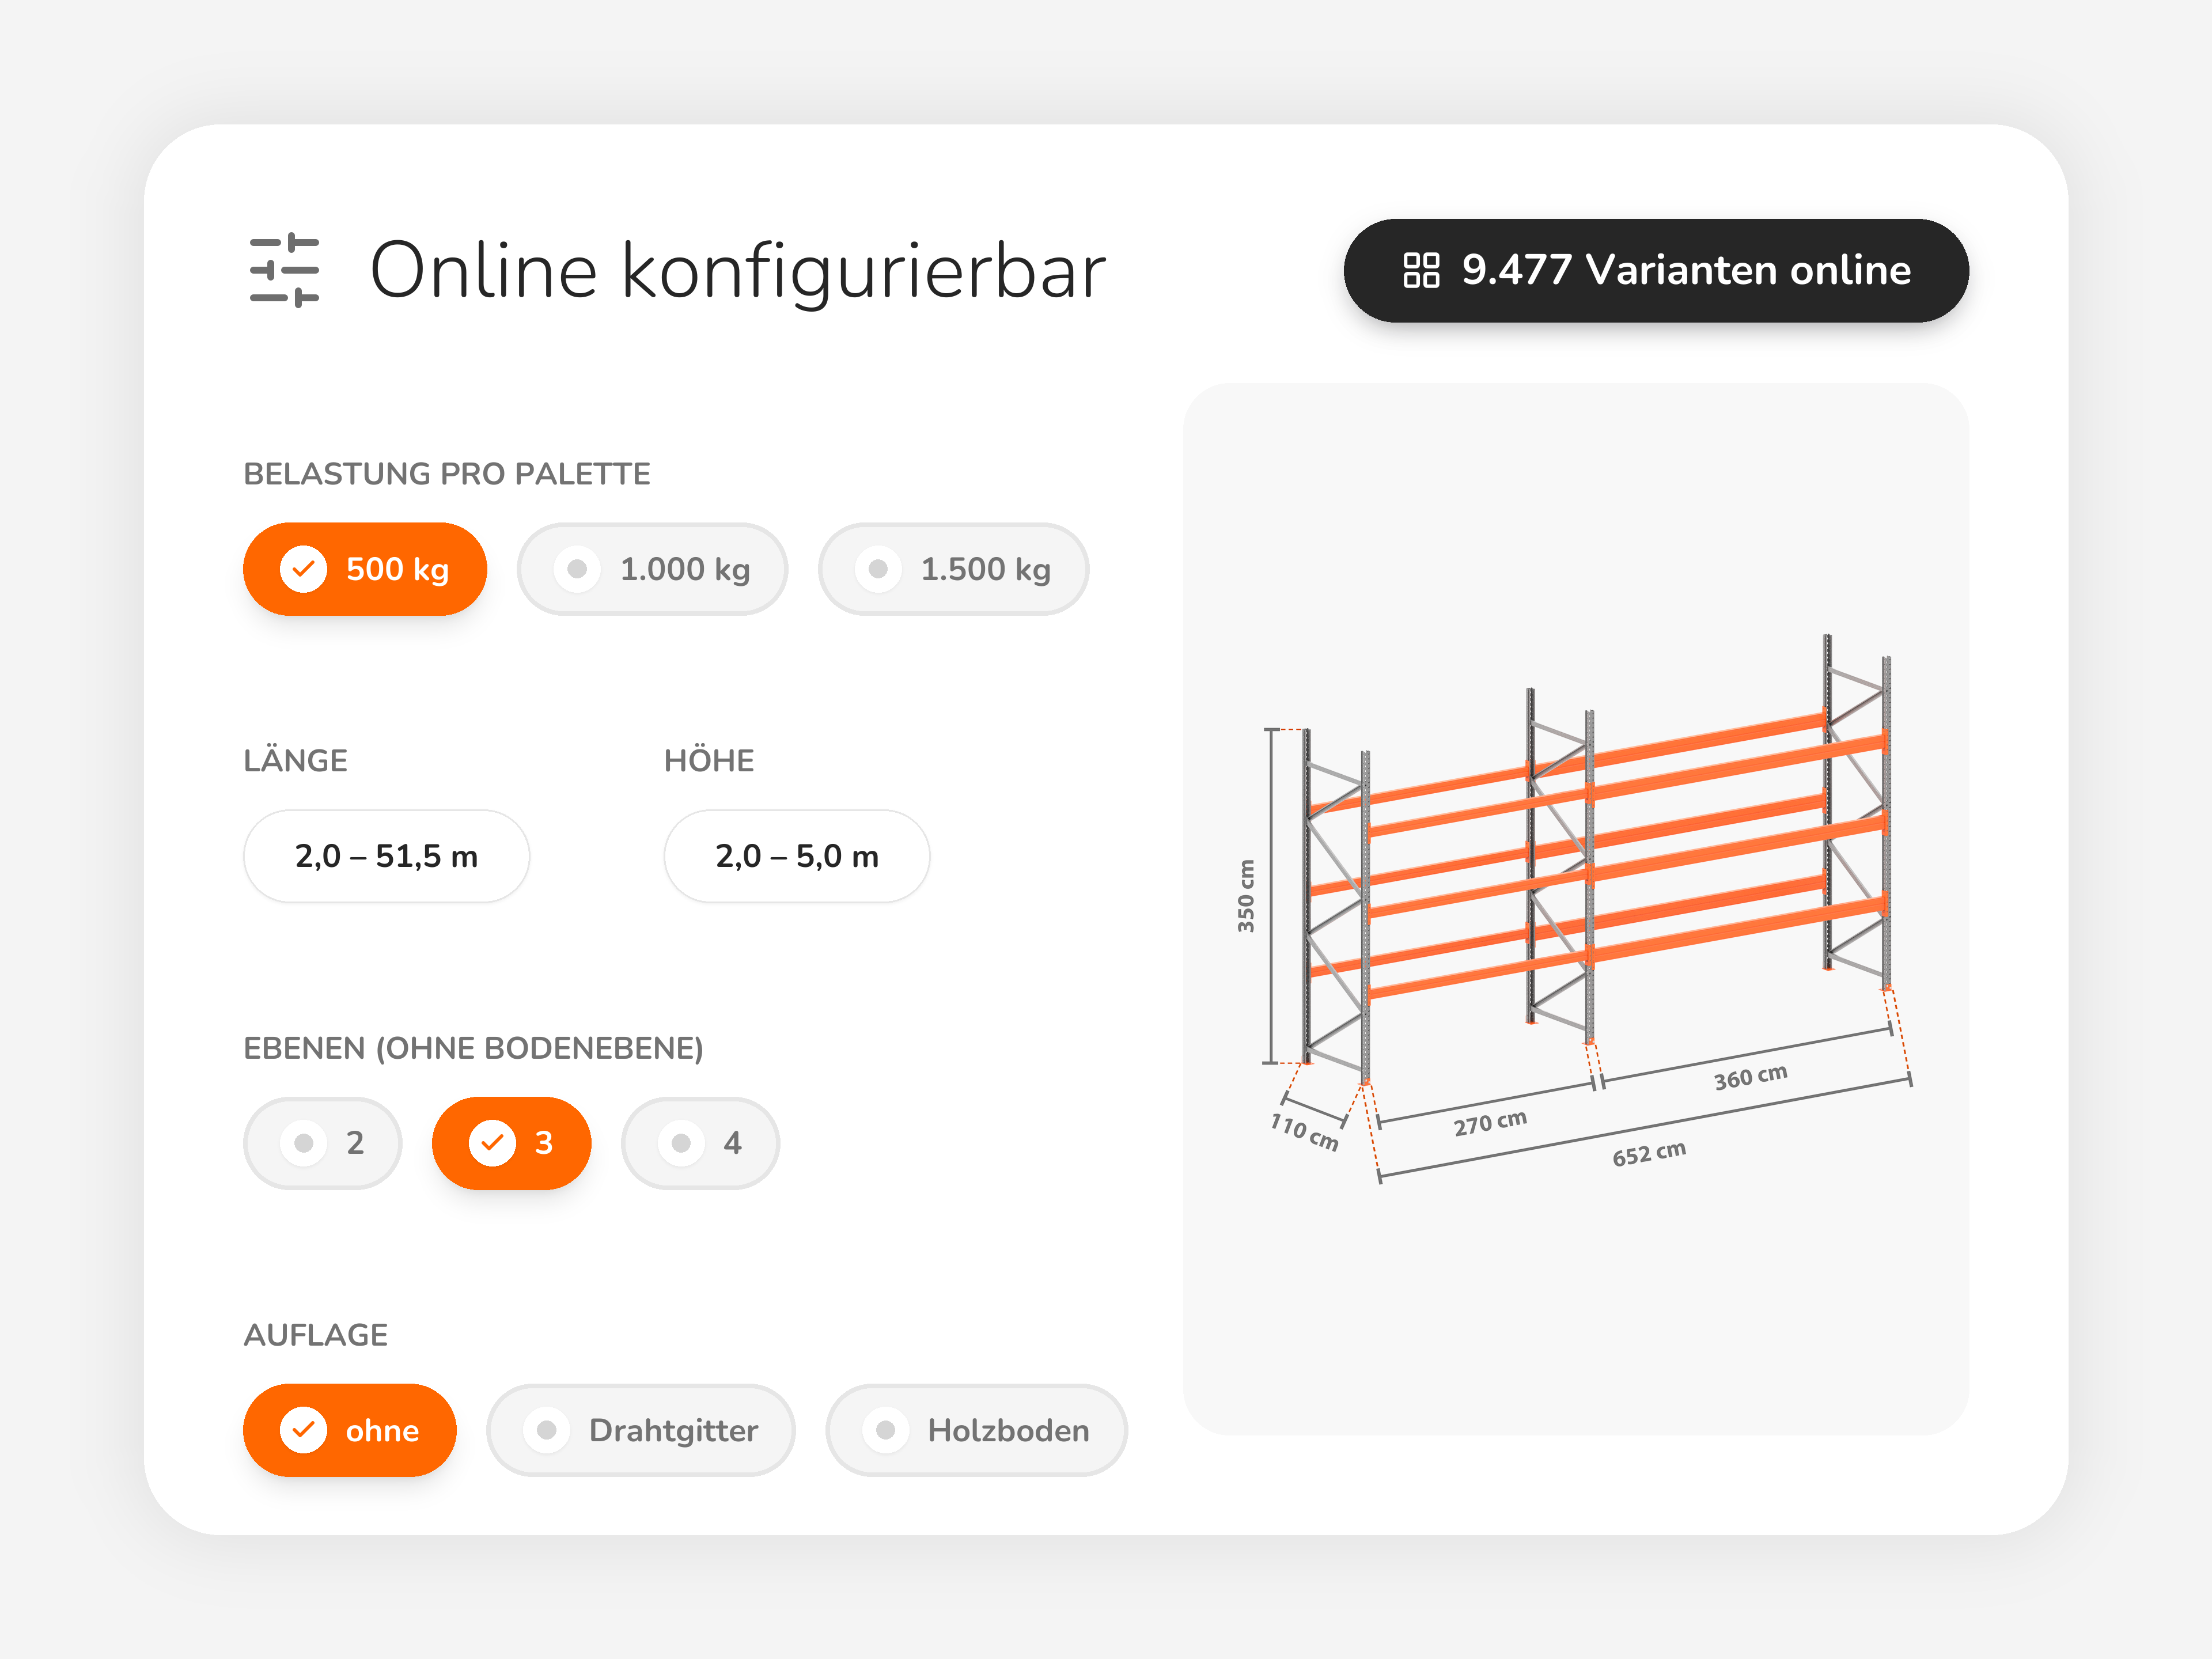 Online konfigurierbar
9.477 Varianten online
BELASTUNG PRO PALETTE
500 kg
1.000 kg
1.500 kg
LÄNGE
HÖHE
2,0 – 51,5 m
2,0 – 5,0 m
EBENEN (OHNE BODENEBENE)
2
3
4
AUFLAGE
ohne
Drahtgitter
Holzboden
350 cm
110 cm
270 cm
360 cm
652 cm